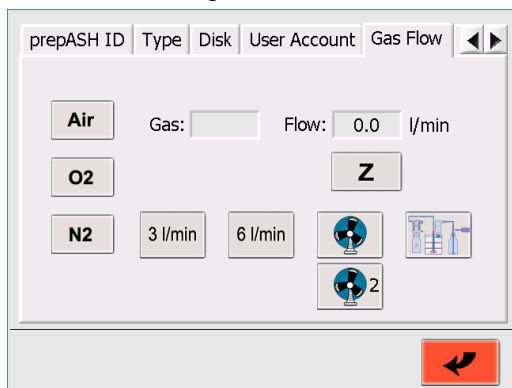 prepASH ID Type Disk User Account Gas Flow
Air Gas: Flow: 0.0 l/min
O2 Z
N2 3 l/min 6 l/min
2